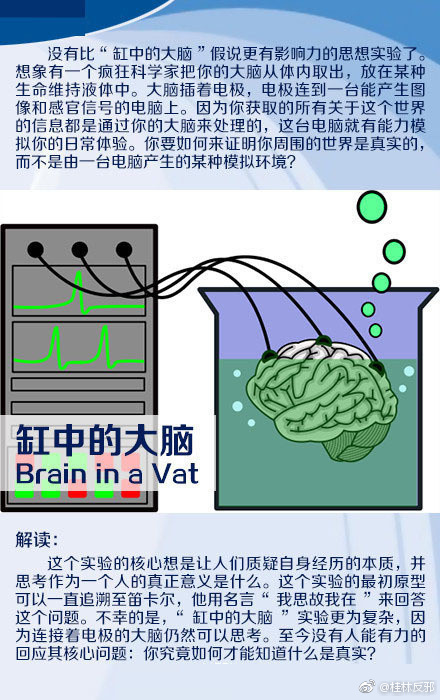 没有比“缸中的大脑”假说更有影响力的思想实验了。
想象有一个疯狂科学家把你的大脑从体内取出，放在某种
生命维持液体中。大脑插着电极，电极连到一台能产生图
像和感官信号的电脑上。因为你获取的所有关于这个世界
的信息都是通过你的大脑来处理的，这台电脑就有能力模
拟你的日常体验。你要如何来证明你周围的世界是真实的，
而不是由一台电脑产生的某种模拟环境？
缸中的大脑
Brain in a Vat
解读：
这个实验的核心想是让人们质疑自身经历的本质，并
思考作为一个人的真正意义是什么。这个实验的最初原型
可以一直追溯至笛卡尔，他用名言“我思故我在”来回答
这个问题。不幸的是，“缸中的大脑”实验更为复杂，因
为连接着电极的大脑仍然可以思考。至今没有人能有力的
回应其核心问题：你究竟如何才能知道什么是真实？
@桂林反邪